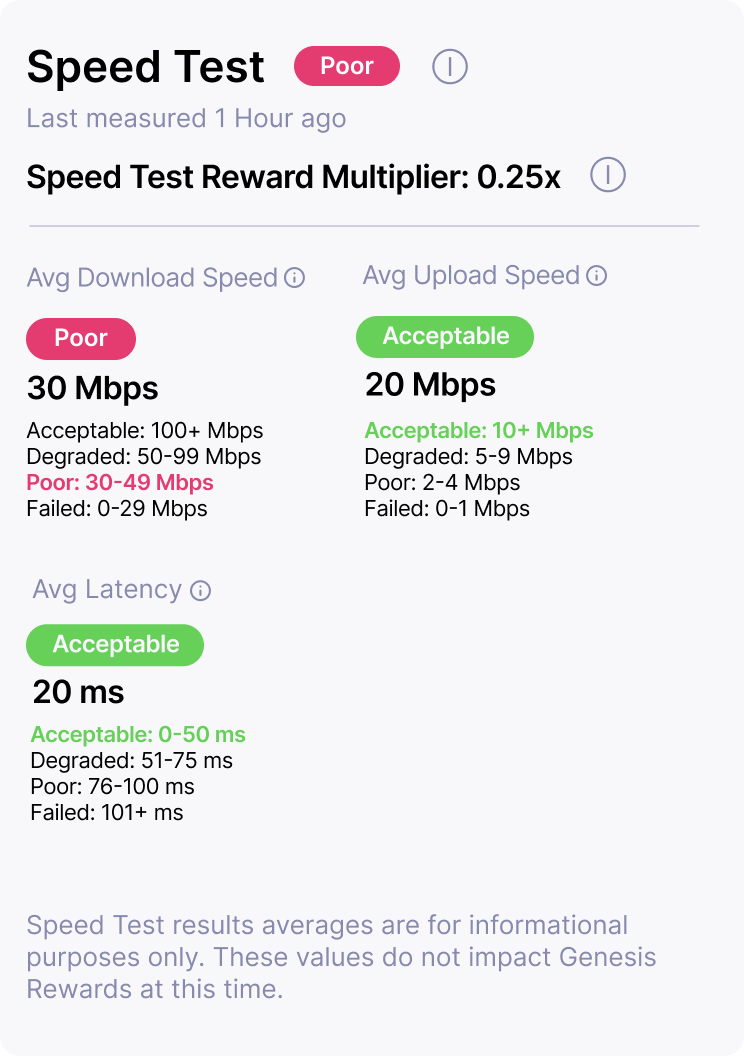 Speed Test Poor
Last measured 1 Hour ago
Speed Test Reward Multiplier: 0.25x
Avg Download Speed
Poor
30 Mbps
Acceptable: 100+ Mbps
Degraded: 50-99 Mbps
Poor: 30-49 Mbps
Failed: 0-29 Mbps
Avg Upload Speed
Acceptable
20 Mbps
Acceptable: 10+ Mbps
Degraded: 5-9 Mbps
Poor: 2-4 Mbps
Failed: 0-1 Mbps
Avg Latency
Acceptable
20 ms
Acceptable: 0-50 ms
Degraded: 51-75 ms
Poor: 76-100 ms
Failed: 101+ ms
Speed Test results averages are for informational
purposes only. These values do not impact Genesis
Rewards at this time.